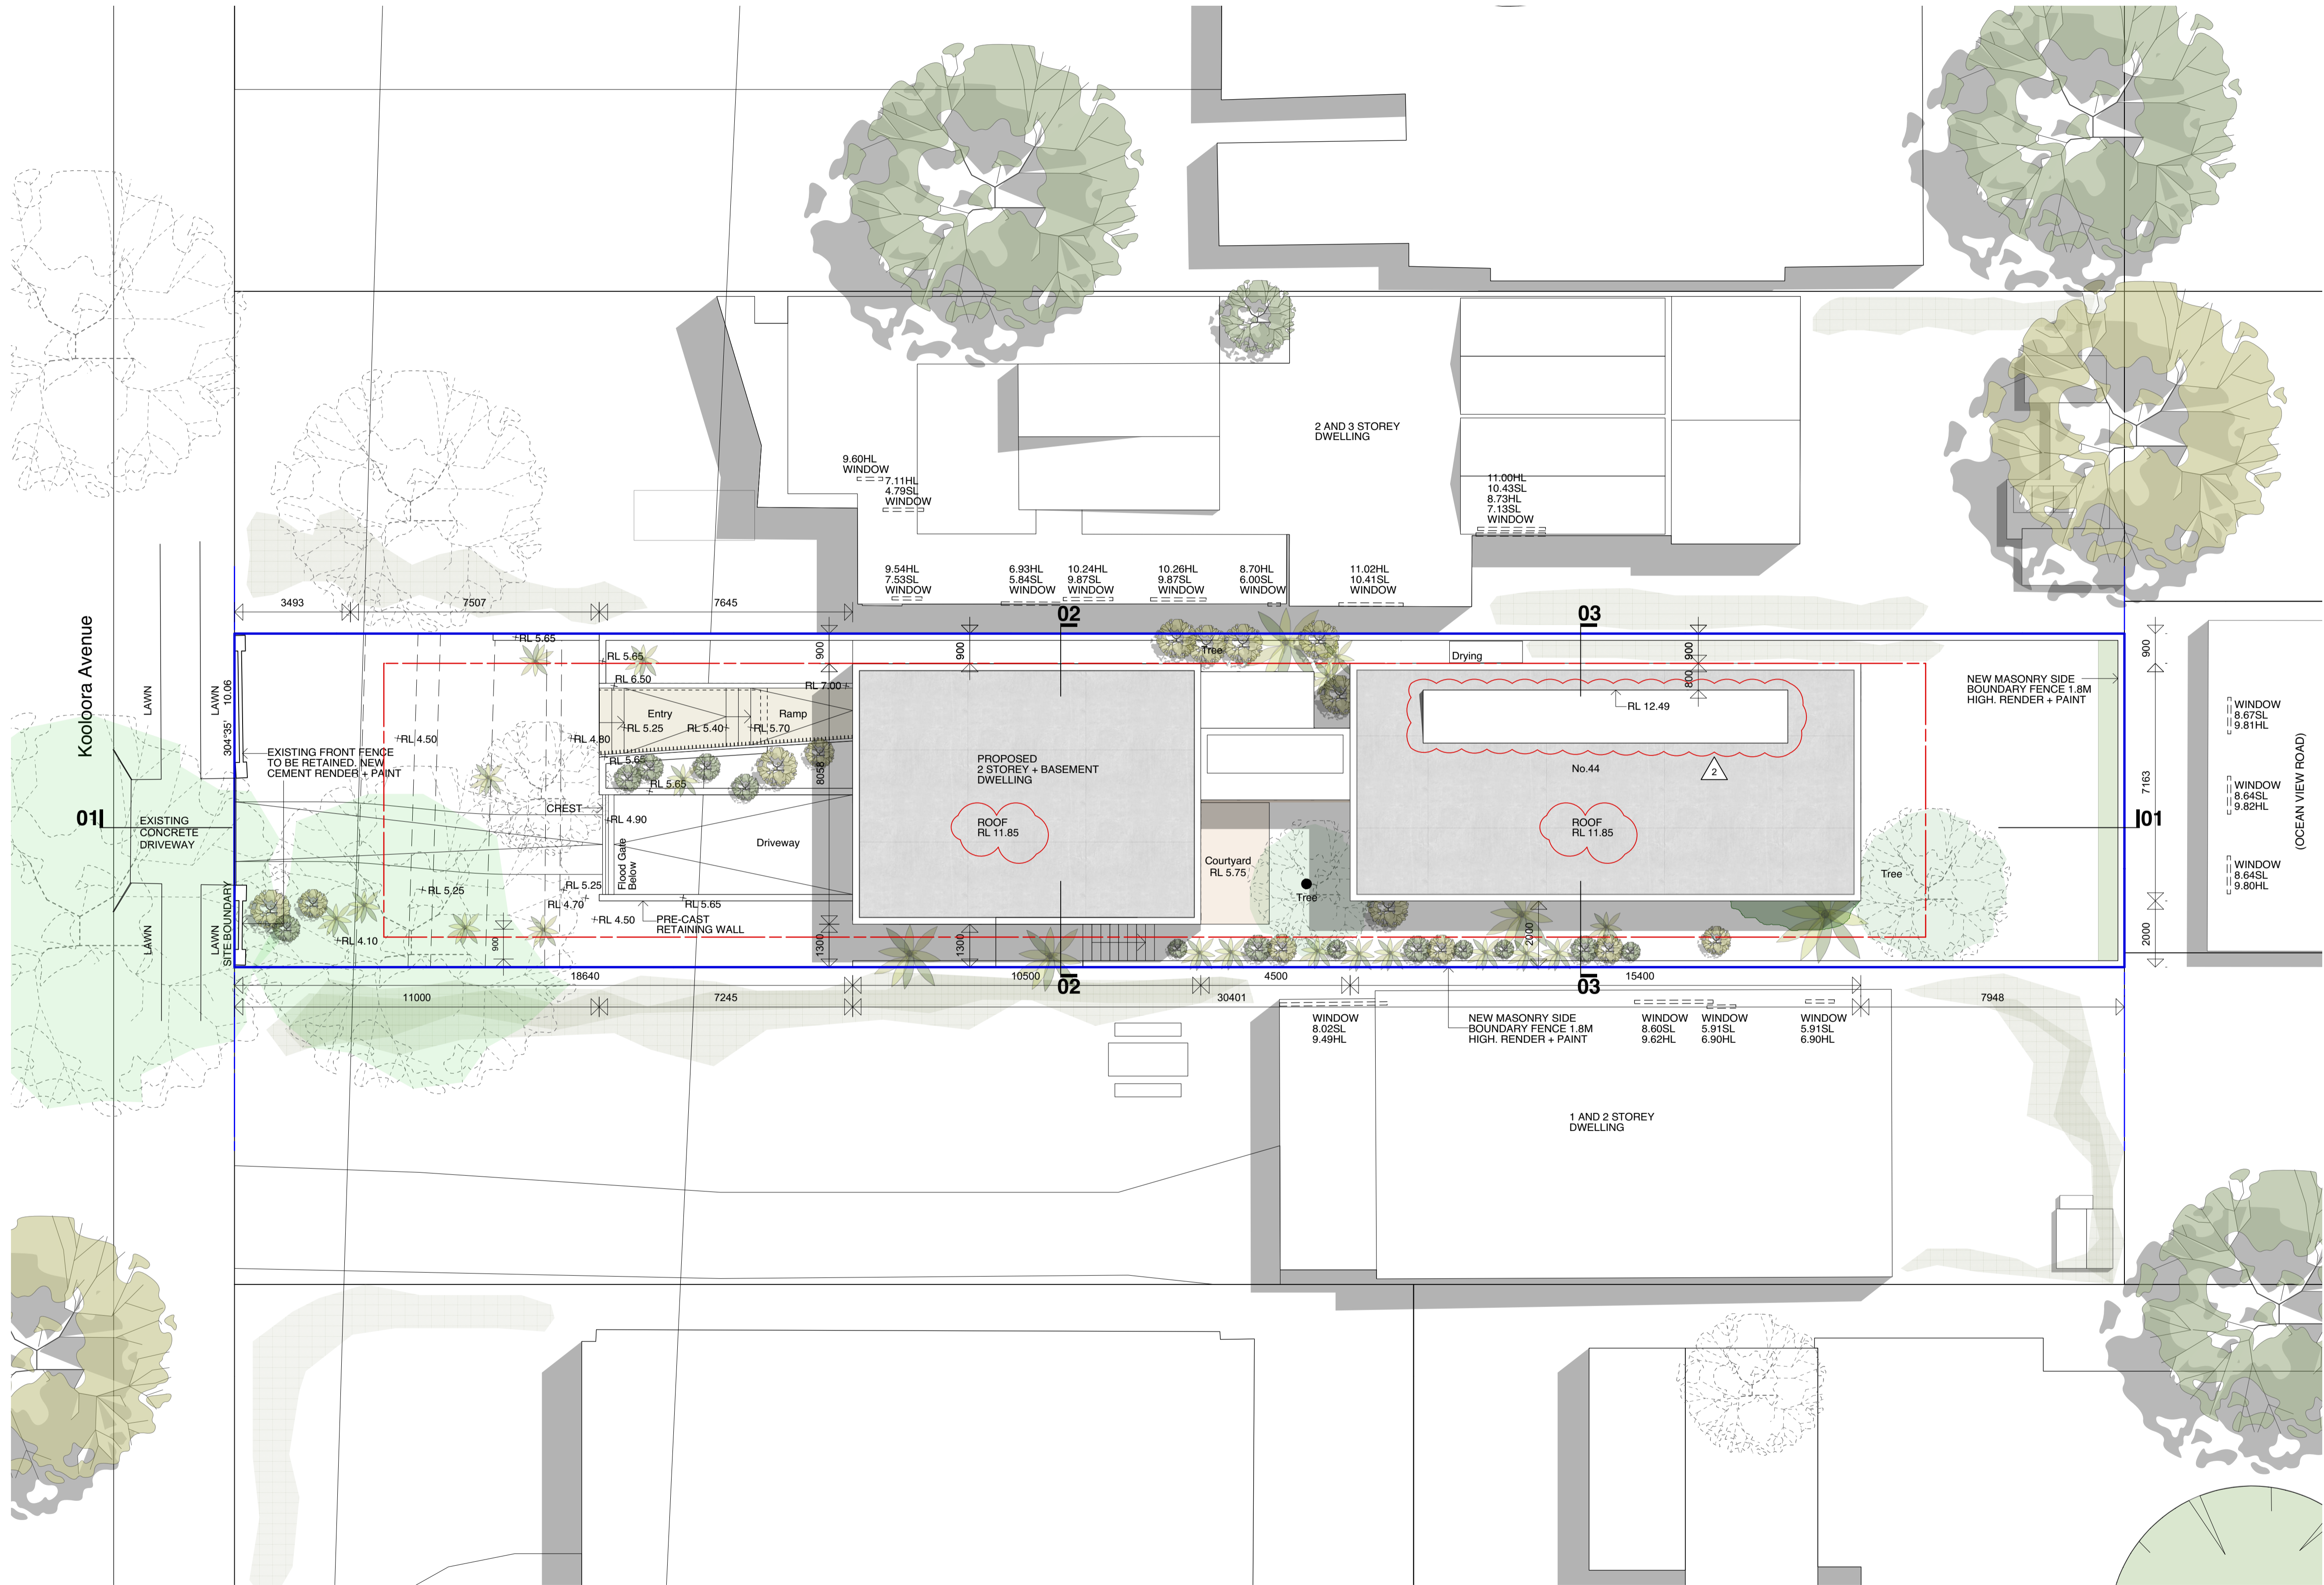 2 AND 3 STOREY
DWELLING
9.60HL
WINDOW
7.11HL
4.79SL
WINDOW
11.00HL
10.43SL
8.73HL
7.13SL
WINDOW
9.54HL
7.53SL
WINDOW
6.93HL
5.84SL
WINDOW
10.24HL
9.87SL
WINDOW
10.26HL
9.87SL
WINDOW
8.70HL
6.00SL
WINDOW
11.02HL
10.41SL
WINDOW
3493
7507
7645
02
03
Kooloora Avenue
LAWN
LAWN
304°35'
10.06
RL 5.65
RL 5.65
RL 6.50
RL 7.00
900
900
Tree
Drying
900
800
900
Entry
Ramp
RL 5.25
RL 5.40
RL 5.70
RL 4.50
RL 4.80
RL 5.65
RL 5.65
EXISTING FRONT FENCE
TO BE RETAINED. NEW
CEMENT RENDER + PAINT
8058
PROPOSED
2 STOREY + BASEMENT
DWELLING
RL 12.49
No.44
2
NEW MASONRY SIDE
BOUNDARY FENCE 1.8M
HIGH. RENDER + PAINT
WINDOW
8.67SL
9.81HL
WINDOW
8.64SL
9.82HL
WINDOW
8.64SL
9.80HL
(OCEAN VIEW ROAD)
7163
2000
01
EXISTING
CONCRETE
DRIVEWAY
CREST
RL 4.90
Flood Gate
Below
Driveway
ROOF
RL 11.85
ROOF
RL 11.85
01
Courtyard
RL 5.75
Tree
Tree
RL 5.25
RL 5.25
RL 4.70
RL 5.65
RL 4.50
PRE-CAST
RETAINING WALL
RL 4.10
900
1300
1300
2000
LAWN
LAWN
SITE BOUNDARY
18640
10500
02
4500
03
15400
11000
7245
30401
7948
WINDOW
8.02SL
9.49HL
NEW MASONRY SIDE
BOUNDARY FENCE 1.8M
HIGH. RENDER + PAINT
WINDOW
8.60SL
9.62HL
WINDOW
5.91SL
6.90HL
WINDOW
5.91SL
6.90HL
1 AND 2 STOREY
DWELLING